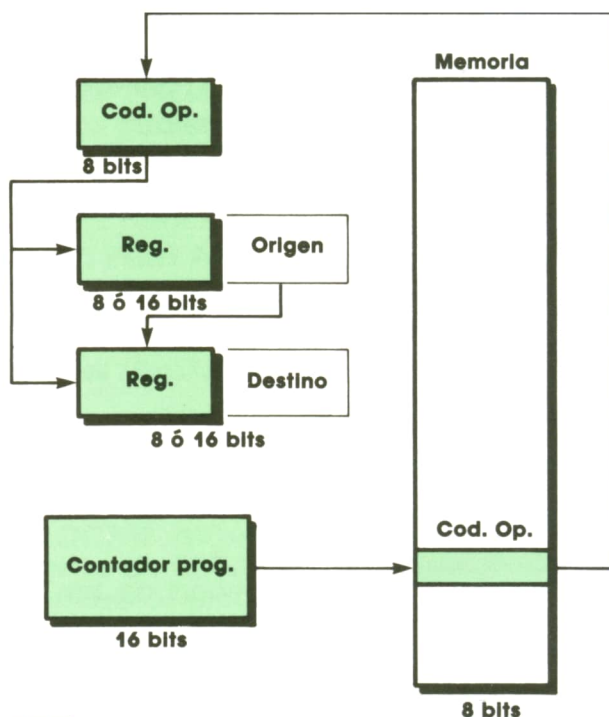 Memoria
Cod. Op.
8 bits
Reg.
Origen
8 ó 16 bits
Reg.
Destino
8 ó 16 bits
Cod. Op.
Contador prog.
16 bits
8 bits